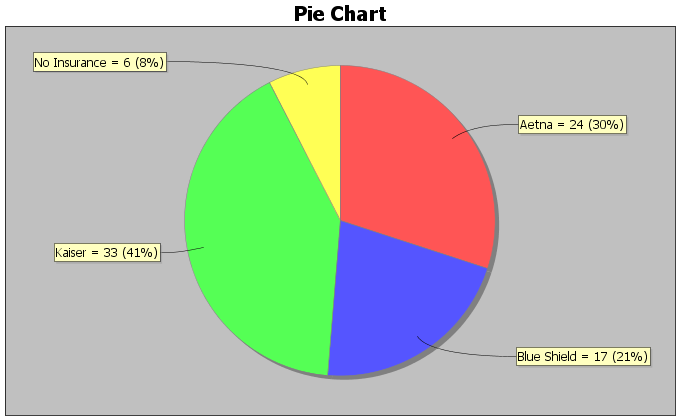 Pie Chart
No Insurance = 6 (8%)
Aetna = 24 (30%)
Kaiser = 33 (41%)
Blue Shield = 17 (21%)